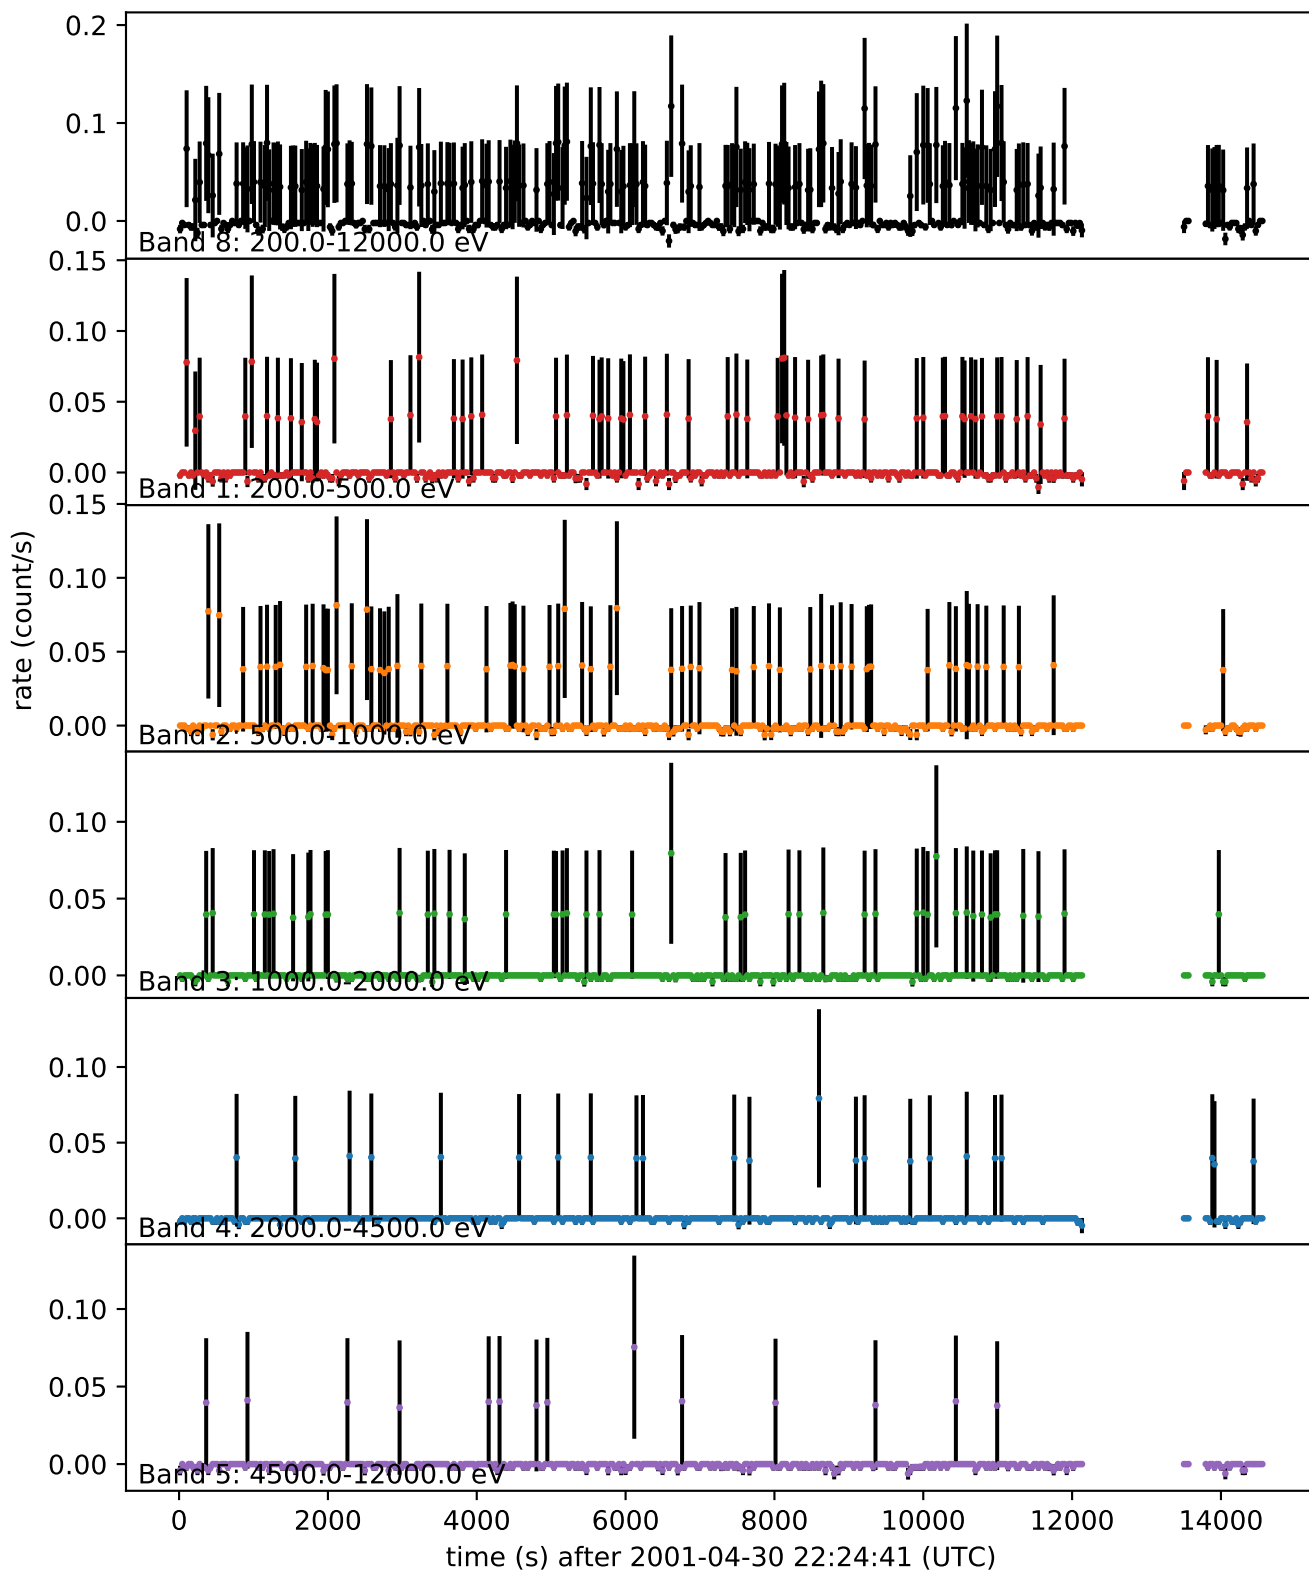 0.2
0.1
0.0
Band 8: 200.0-12000.0 eV
0.15
0.10
0.05
0.00
Band 1: 200.0-500.0 eV
0.15
0.10
0.05
0.00
Band 2: 500.0-1000.0 eV
rate (count/s)
0.10
0.05
0.00
Band 3: 1000.0-2000.0 eV
0.10
0.05
0.00
Band 4: 2000.0-4500.0 eV
0.10
0.05
0.00
Band 5: 4500.0-12000.0 eV
0 2000 4000 6000 8000 10000 12000 14000
time (s) after 2001-04-30 22:24:41 (UTC)